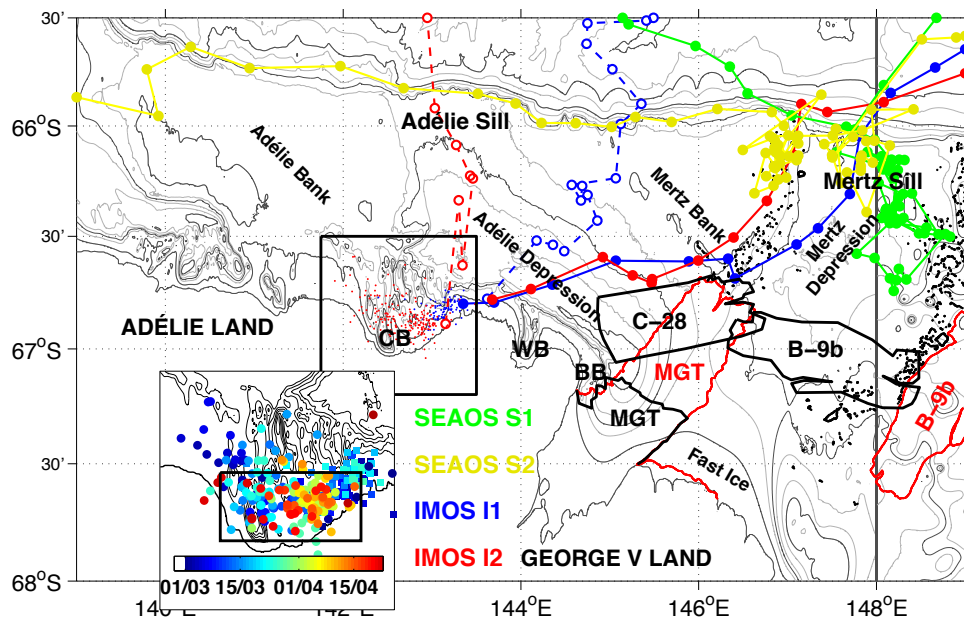 30'
Adélie Sill
66°S
Adélie Bank
Mertz Bank
Mertz Sill
30'
Adélie Depression
Mertz
Depression
ADÉLIE LAND
C-28
CB
67°S
WB
B-9b
BB
MGT
B-9b
SEAOS S1
MGT
SEAOS S2
30'
Fast Ice
IMOS I1
IMOS I2
GEORGE V LAND
01/03 15/03 01/04 15/04
68°S
140°E 142°E 144°E 146°E 148°E